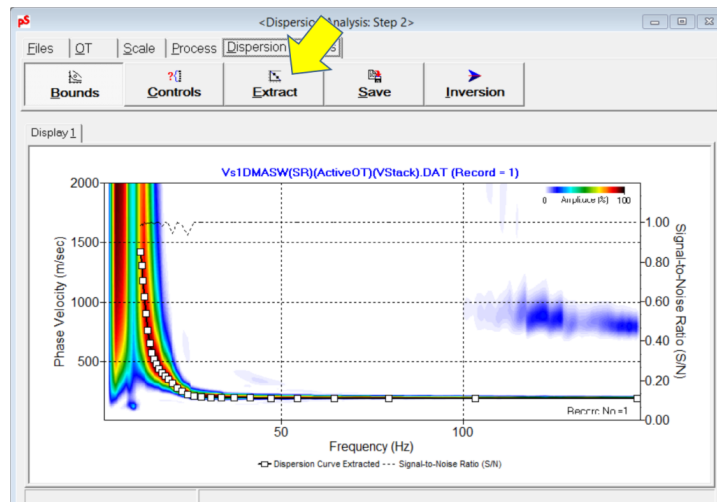 pS
<Dispersion Analysis: Step 2>
Files OT Scale Process Dispersion
Bounds Controls Extract Save Inversion
Display 1
Vs1DMASW(SR)(ActiveOT)(VStack).DAT (Record = 1)
0 Amplitude (%) 100
2000
1500
1000
500
Phase Velocity (m/sec)
1.00
0.80
0.60
0.40
0.20
0.00
Signal-to-Noise Ratio (S/N)
Record No.=1
50 100
Frequency (Hz)
Dispersion Curve Extracted --- Signal-to-Noise Ratio (S/N)